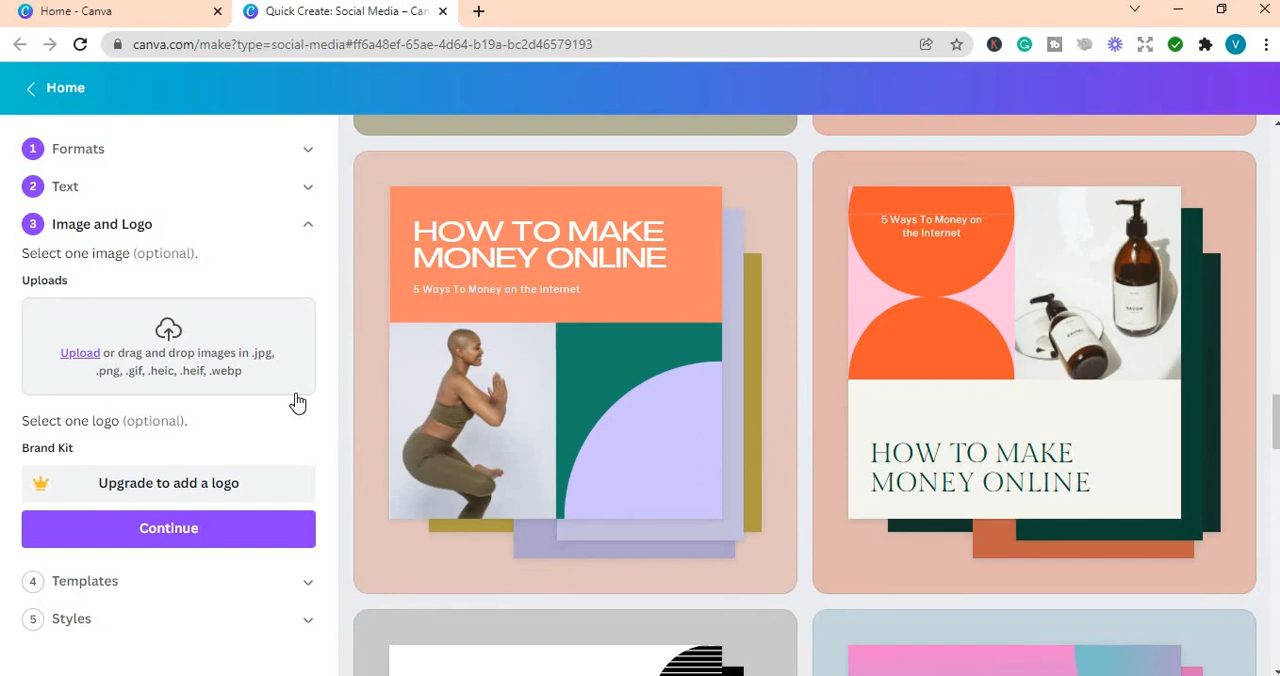 Home - Canva
Quick Create: Social Media – Can
canva.com/make?type=social-media#ff6a48ef-65ae-4d64-b19a-bc2d46579193
V
Home
1 Formats
2 Text
3 Image and Logo
Select one image (optional).
Uploads
Upload or drag and drop images in .jpg,
.png, .gif, .heic, .heif, .webp
Select one logo (optional).
Brand Kit
Upgrade to add a logo
Continue
4 Templates
5 Styles
HOW TO MAKE
MONEY ONLINE
5 Ways To Money on the Internet
5 Ways To Money on
the Internet
HOW TO MAKE
MONEY ONLINE